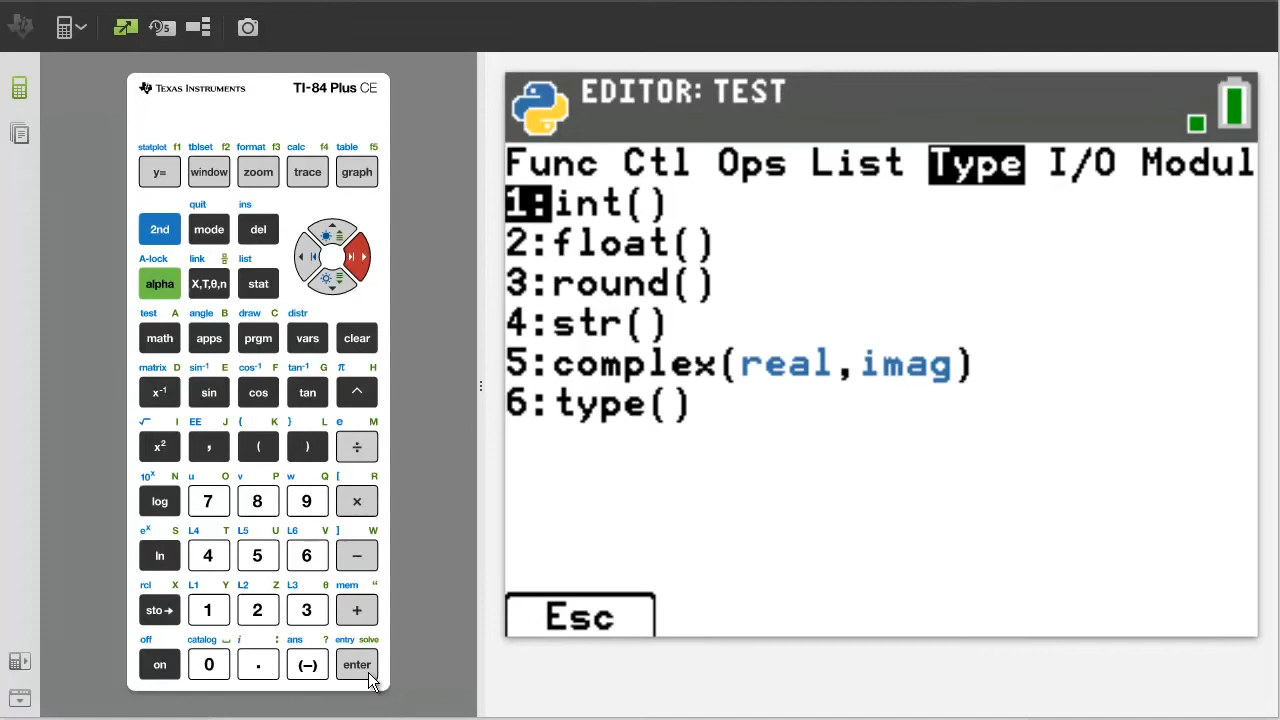 TEXAS INSTRUMENTS TI-84 Plus CE
statplot f1 tblset f2 format f3 calc f4 table f5
y= window zoom trace graph
quit ins
2nd mode del
A-lock link list
alpha X,T,θ,n stat
test A angle B draw C distr
math apps prgm vars clear
matrix D sin⁻¹ E cos⁻¹ F tan⁻¹ G π H
x⁻¹ sin cos tan ^
√ I EE J { K } L e M
x² , ( ) ÷
10ˣ N u O v P w Q [ R
log 7 8 9 ×
eˣ S L4 T L5 U L6 V ] W
ln 4 5 6 −
rcl X L1 Y L2 Z L3 θ mem “
sto→ 1 2 3 +
off catalog ⎵ i : ans ? entry solve
on 0 . (−) enter
EDITOR: TEST
Func Ctl Ops List Type I/O Modul
1:int()
2:float()
3:round()
4:str()
5:complex(real,imag)
6:type()
Esc